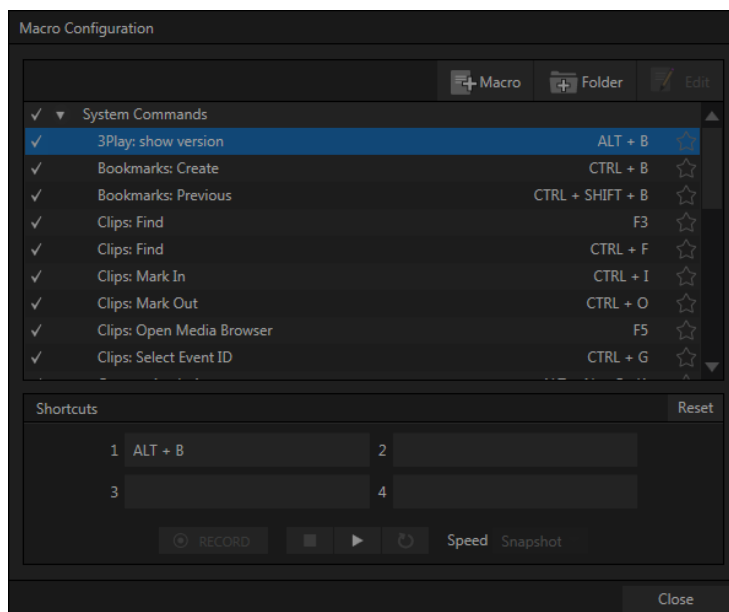 Macro Configuration
Macro Folder Edit
System Commands
3Play: show version ALT + B
Bookmarks: Create CTRL + B
Bookmarks: Previous CTRL + SHIFT + B
Clips: Find F3
Clips: Find CTRL + F
Clips: Mark In CTRL + I
Clips: Mark Out CTRL + O
Clips: Open Media Browser F5
Clips: Select Event ID CTRL + G
Shortcuts Reset
1 ALT + B 2
3 4
RECORD Speed Snapshot
Close